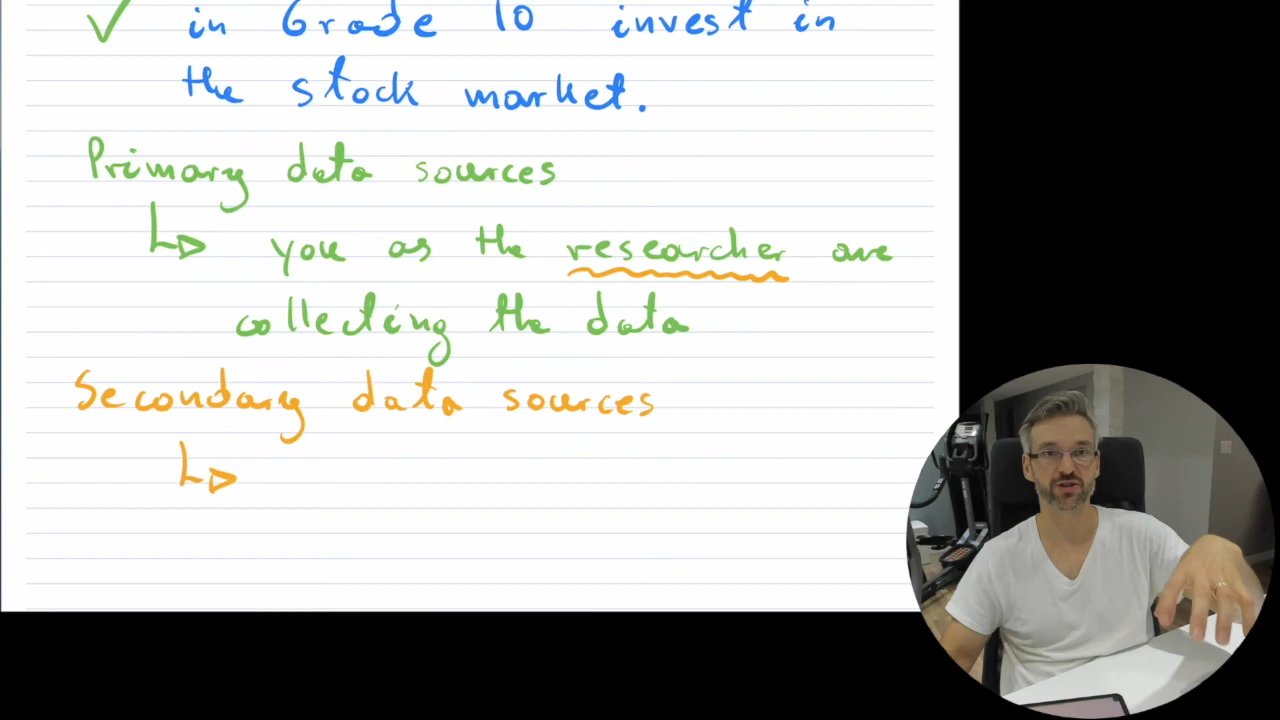 in Grade 10 invest in
the stock market.
Primary data sources
you as the researcher are
collecting the data
Secondary data sources